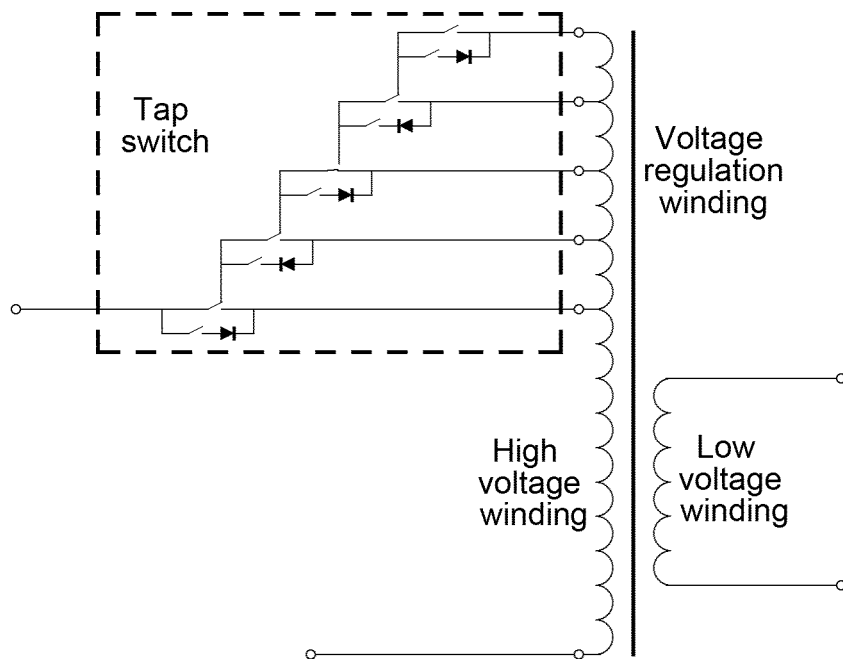 Tap
switch
Voltage
regulation
winding
High
voltage
winding
Low
voltage
winding